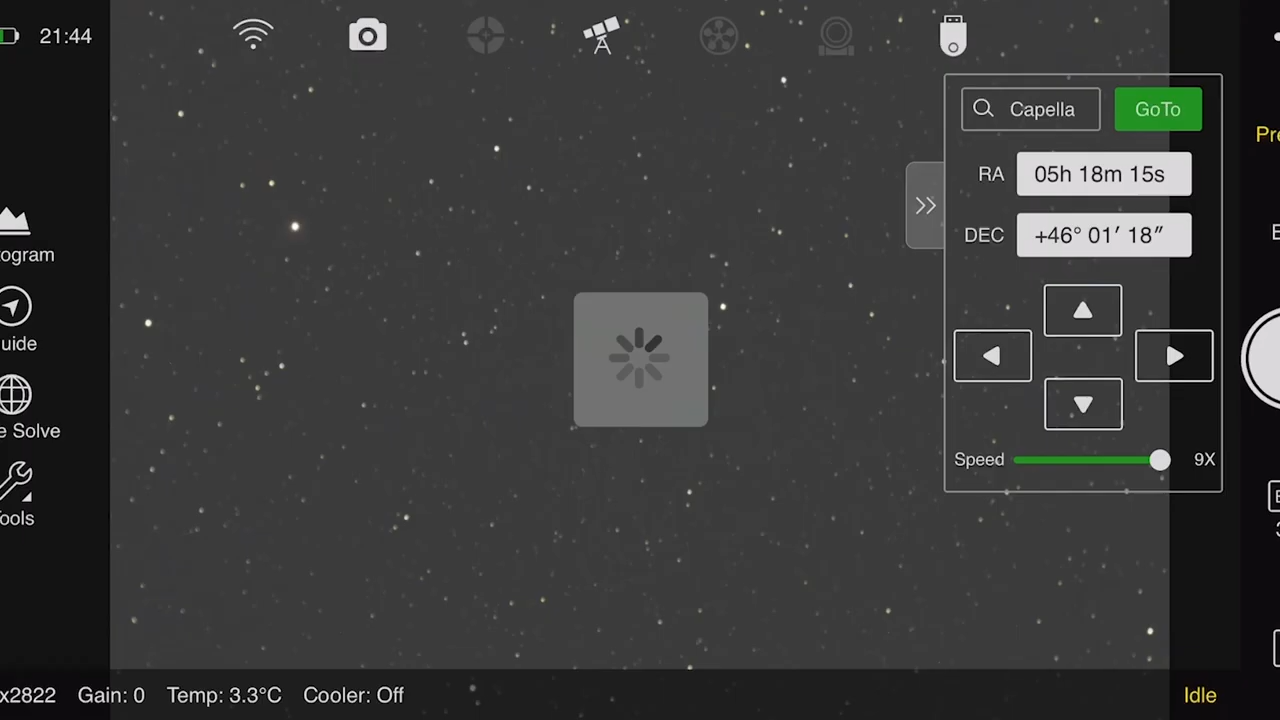 21:44
Capella
GoTo
RA
05h 18m 15s
DEC
+46° 01′ 18″
ogram
uide
e Solve
ools
Speed
9X
x2822
Gain: 0
Temp: 3.3°C
Cooler: Off
Idle
Pre